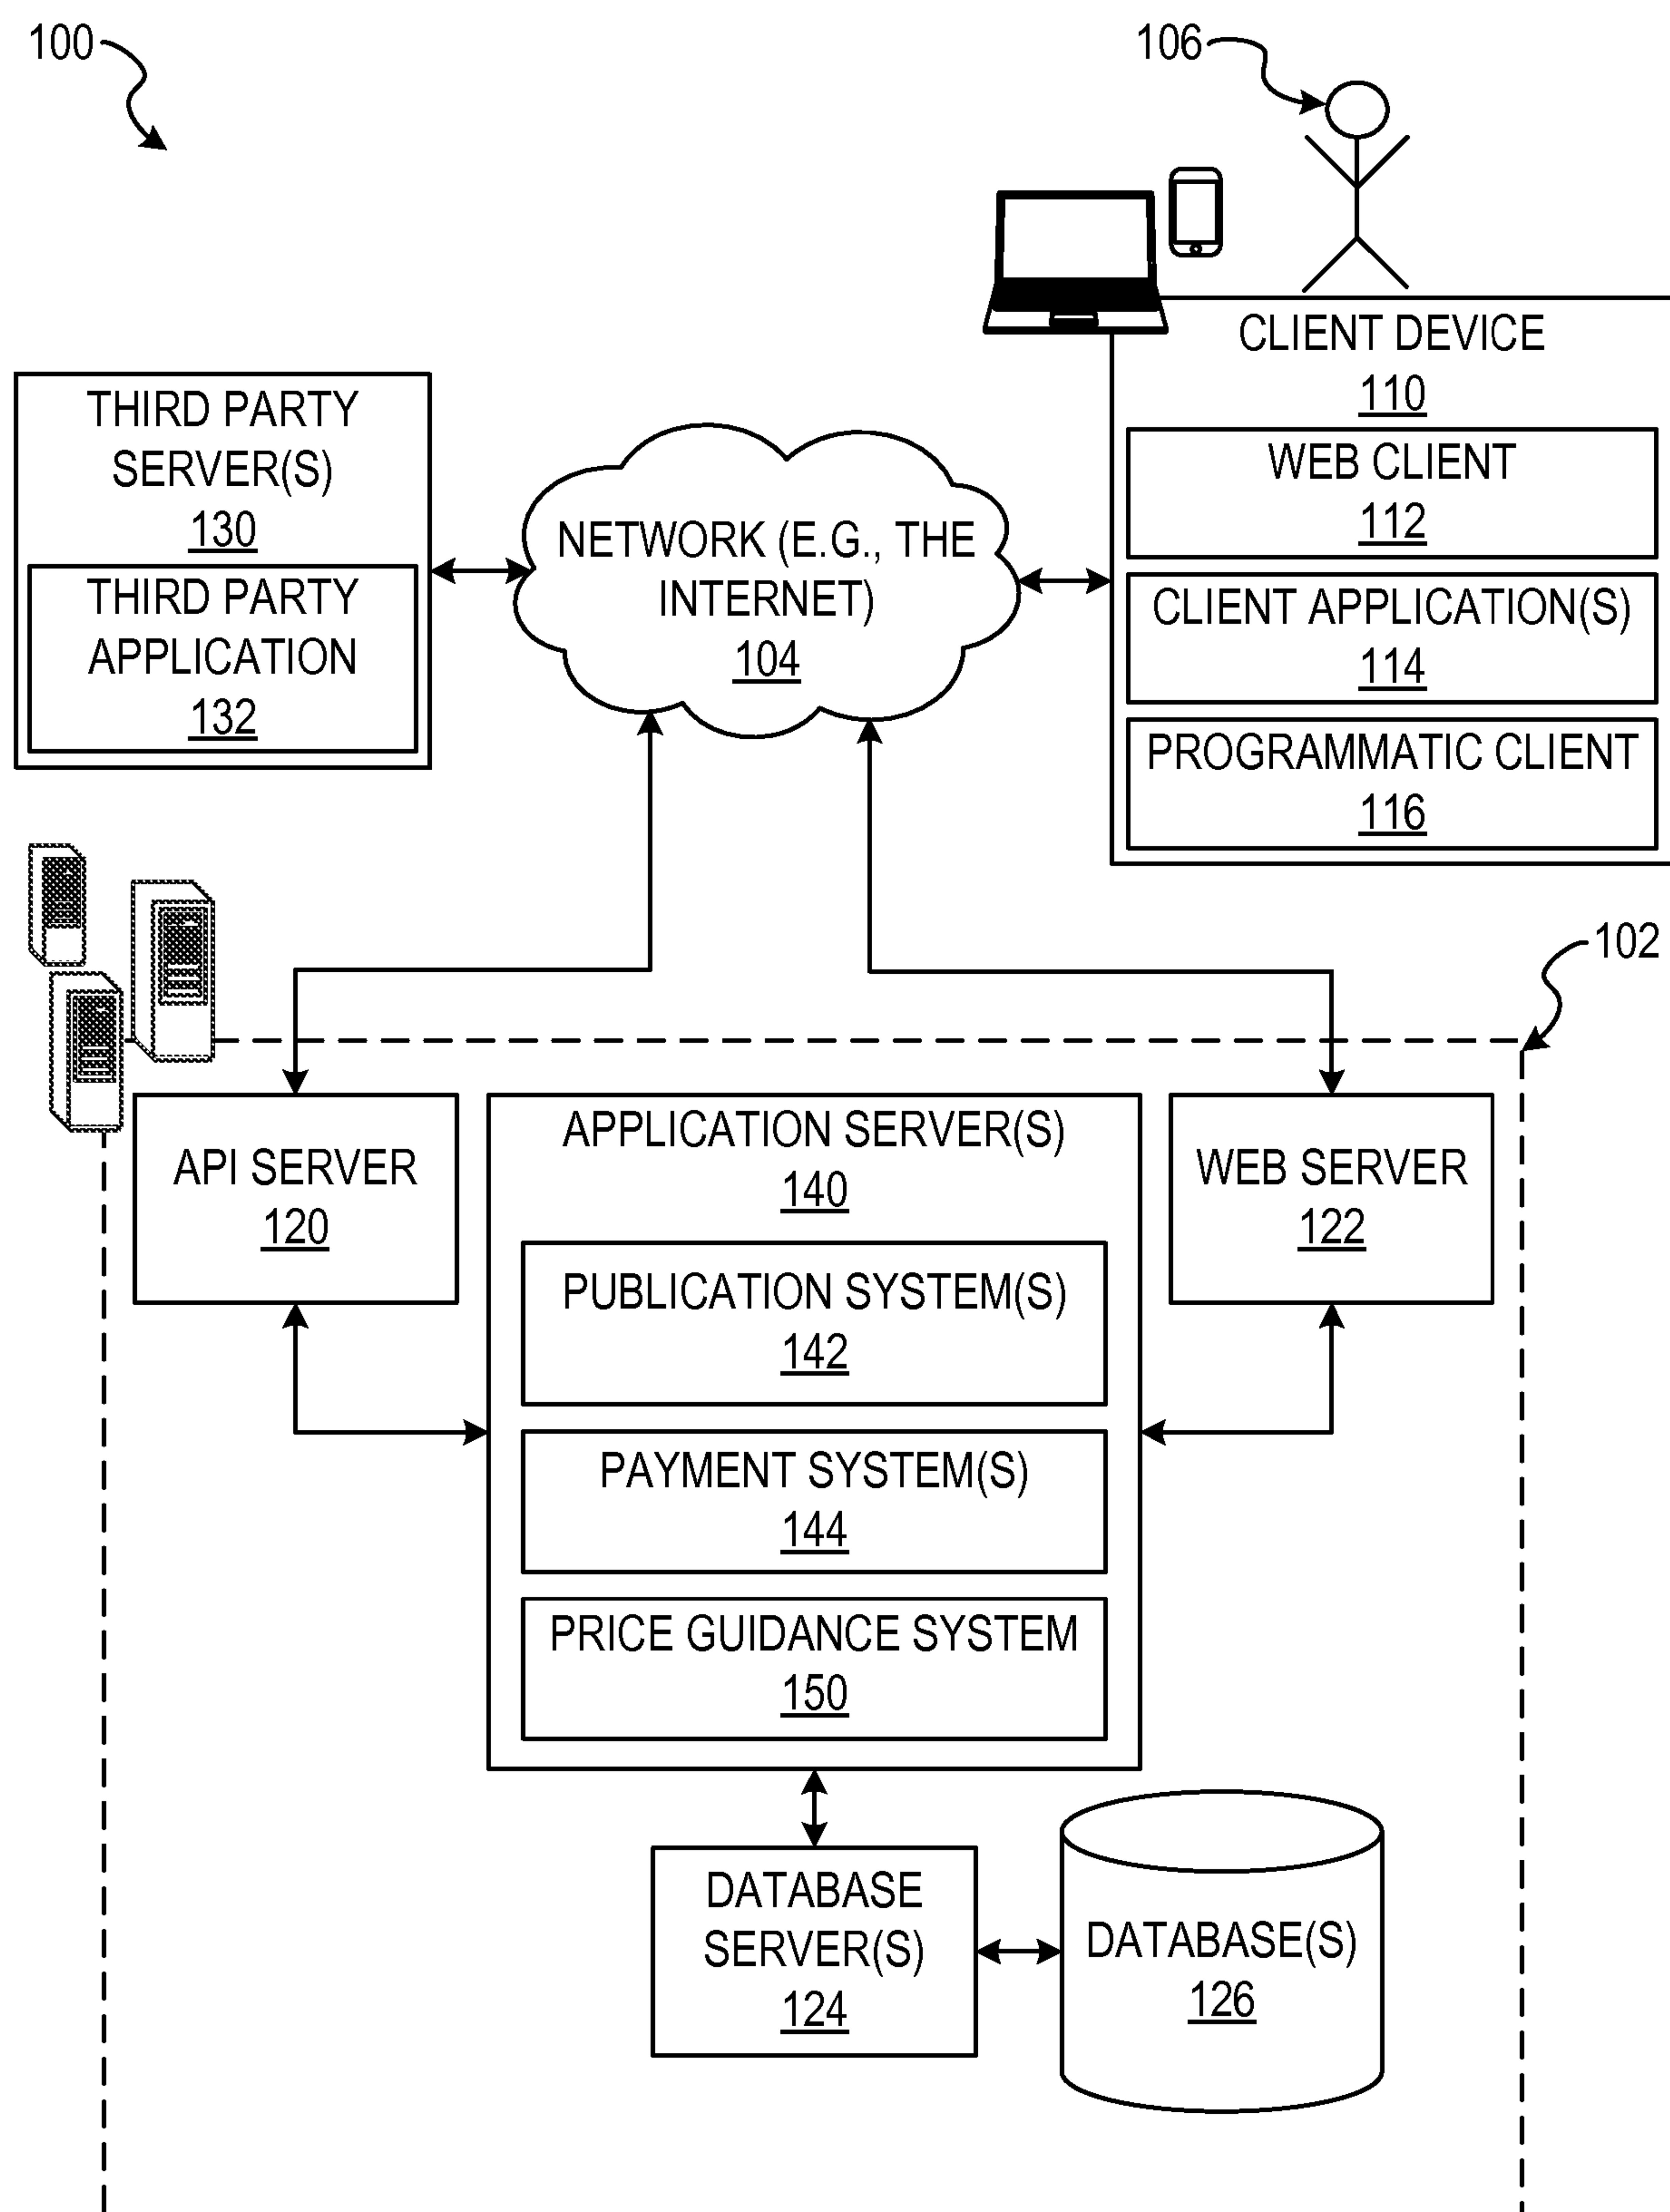 100
106
CLIENT DEVICE
110
WEB CLIENT
112
CLIENT APPLICATION(S)
114
PROGRAMMATIC CLIENT
116
THIRD PARTY
SERVER(S)
130
THIRD PARTY
APPLICATION
132
NETWORK (E.G., THE
INTERNET)
104
102
API SERVER
120
APPLICATION SERVER(S)
140
PUBLICATION SYSTEM(S)
142
PAYMENT SYSTEM(S)
144
PRICE GUIDANCE SYSTEM
150
WEB SERVER
122
DATABASE
SERVER(S)
124
DATABASE(S)
126